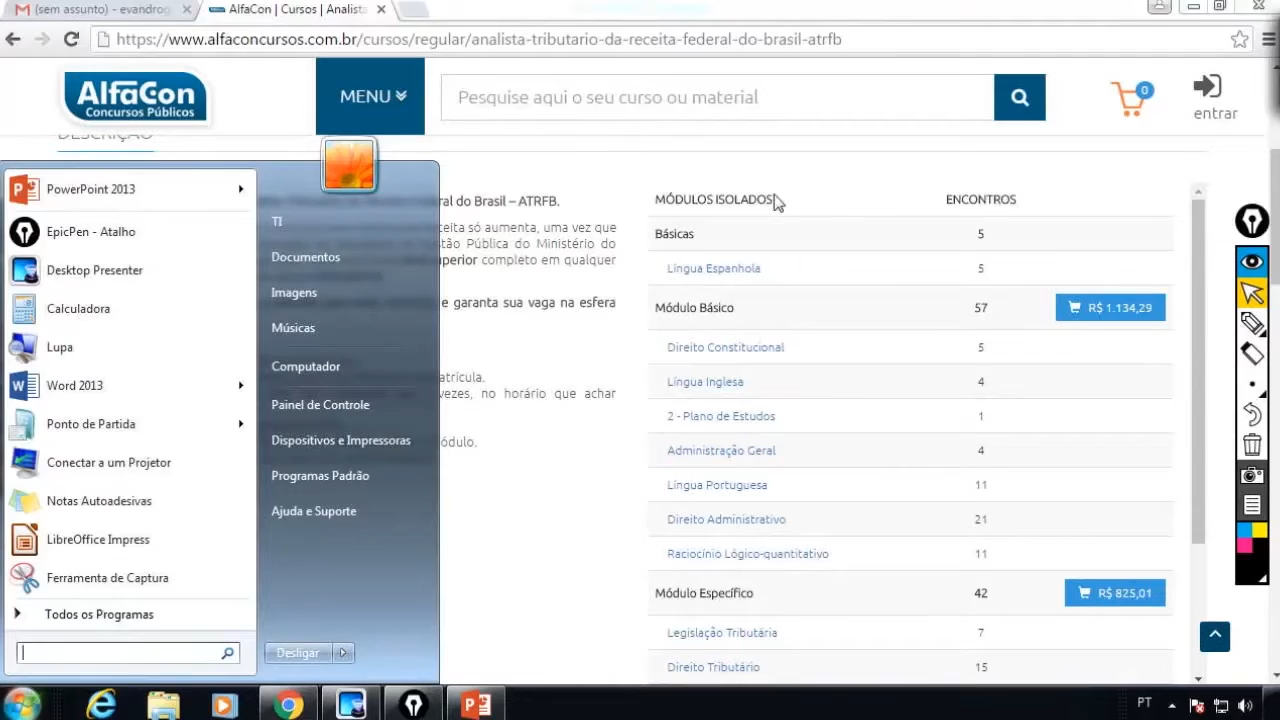 (sem assunto) - evandrog
AlfaCon | Cursos | Analista
https://www.alfaconcursos.com.br/cursos/regular/analista-tributario-da-receita-federal-do-brasil-atrfb
AlfaCon
Concursos Públicos
MENU
Pesquise aqui o seu curso ou material
0
entrar
DESCRIÇÃO
PowerPoint 2013
EpicPen - Atalho
Desktop Presenter
Calculadora
Lupa
Word 2013
Ponto de Partida
Conectar a um Projetor
Notas Autoadesivas
LibreOffice Impress
Ferramenta de Captura
Todos os Programas
TI
Documentos
Imagens
Músicas
Computador
Painel de Controle
Dispositivos e Impressoras
Programas Padrão
Ajuda e Suporte
Desligar
ral do Brasil – ATRFB.
eceita só aumenta, uma vez que
stão Pública do Ministério do
superior completo em qualquer
e garanta sua vaga na esfera
atrícula.
vezes, no horário que achar
ódulo.
MÓDULOS ISOLADOS ENCONTROS
Básicas 5
Língua Espanhola 5
Módulo Básico 57 R$ 1.134,29
Direito Constitucional 5
Língua Inglesa 4
2 - Plano de Estudos 1
Administração Geral 4
Língua Portuguesa 11
Direito Administrativo 21
Raciocínio Lógico-quantitativo 11
Módulo Específico 42 R$ 825,01
Legislação Tributária 7
Direito Tributário 15
PT